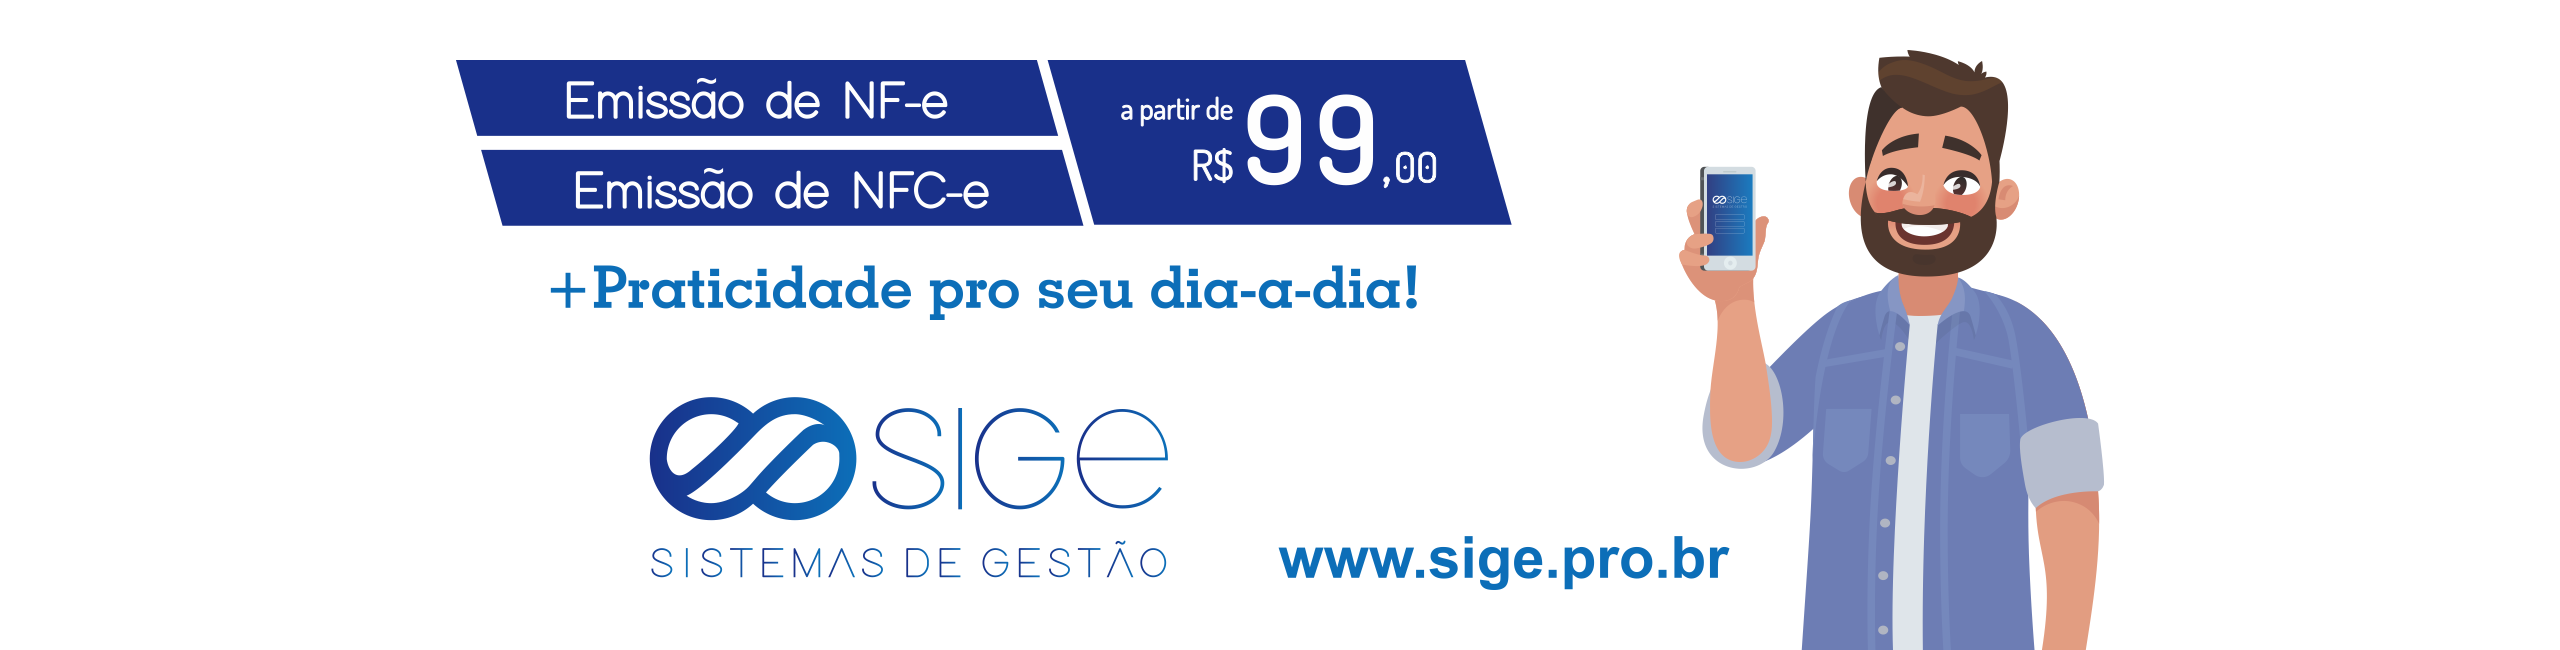 Emissão de NF-e
Emissão de NFC-e
a partir de
R$ 99,00
+Praticidade pro seu dia-a-dia!
SIGe
SISTEMAS DE GESTÃO
www.sige.pro.br
SIGe